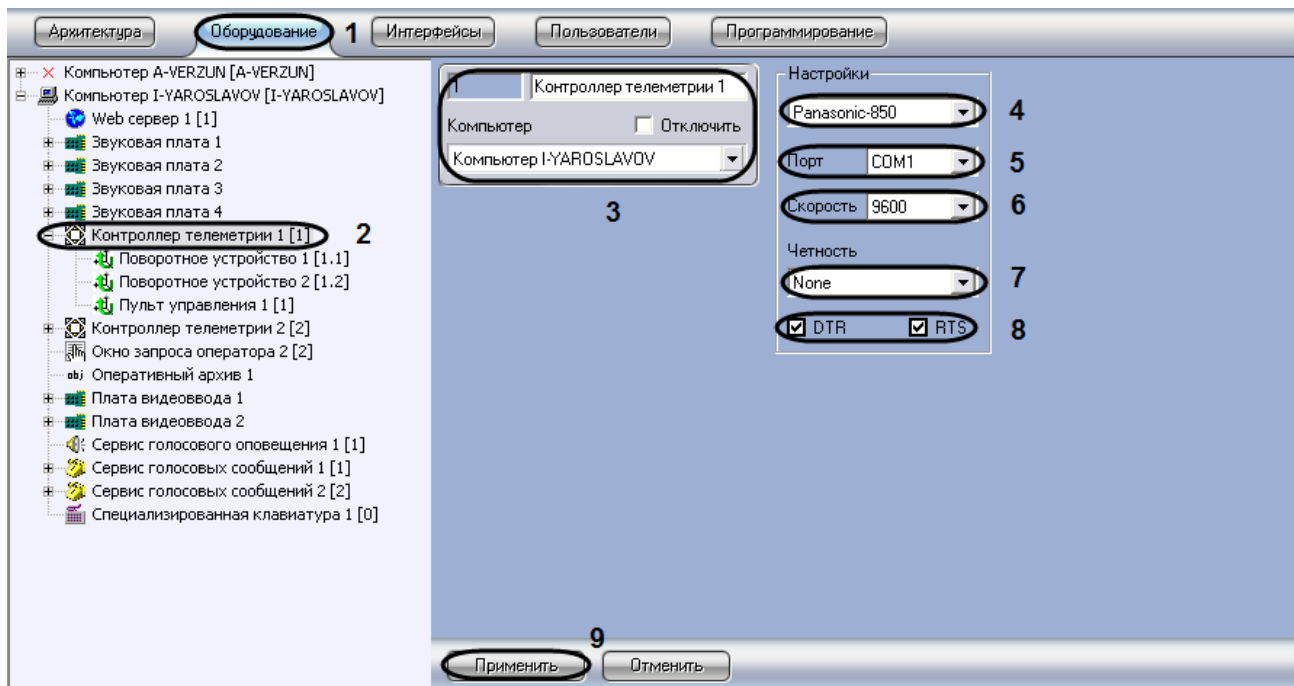 Архитектура Оборудование 1 Интерфейсы Пользователи Программирование
Компьютер A-VERZUN [A-VERZUN]
Компьютер I-YAROSLAVOV [I-YAROSLAVOV]
Web сервер 1 [1]
Звуковая плата 1
Звуковая плата 2
Звуковая плата 3
Звуковая плата 4
Контроллер телеметрии 1 [1] 2
Поворотное устройство 1 [1.1]
Поворотное устройство 2 [1.2]
Пульт управления 1 [1]
Контроллер телеметрии 2 [2]
Окно запроса оператора 2 [2]
obj Оперативный архив 1
Плата видеоввода 1
Плата видеоввода 2
Сервис голосового оповещения 1 [1]
Сервис голосовых сообщений 1 [1]
Сервис голосовых сообщений 2 [2]
Специализированная клавиатура 1 [0]
1 Контроллер телеметрии 1
Компьютер Отключить
Компьютер I-YAROSLAVOV
3
Настройки
Panasonic-850 4
Порт COM1 5
Скорость 9600 6
Четность
None 7
DTR RTS 8
9
Применить Отменить